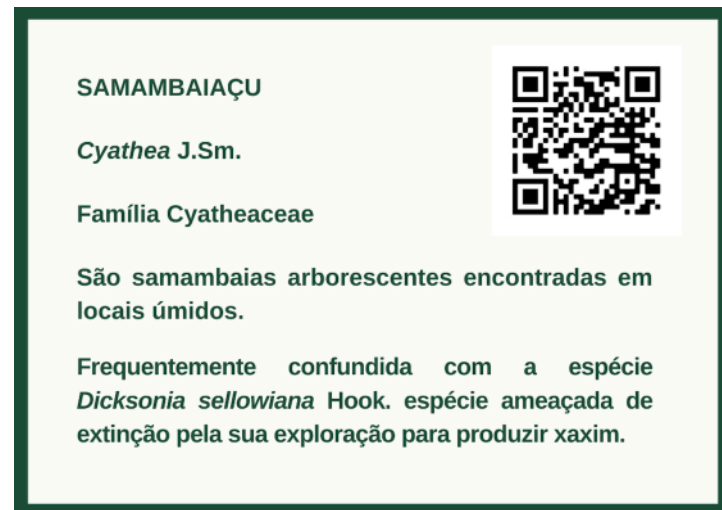 SAMAMBAIAÇU
Cyathea J.Sm.
Família Cyatheaceae
São samambaias arborescentes encontradas em
locais úmidos.
Frequentemente confundida com a espécie
Dicksonia sellowiana Hook. espécie ameaçada de
extinção pela sua exploração para produzir xaxim.